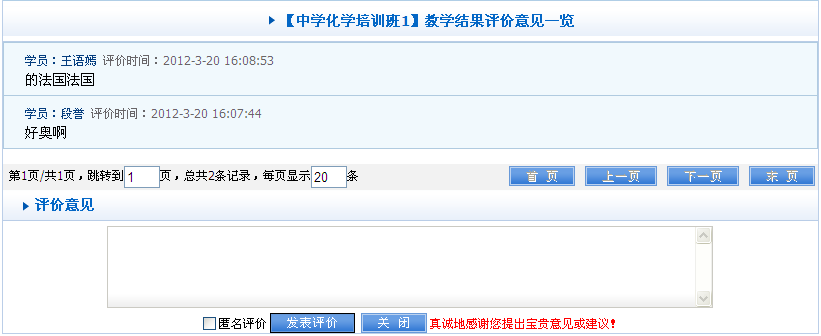 【中学化学培训班1】教学结果评价意见一览
学员：王语嫣 评价时间：2012-3-20 16:08:53
的法国法国
学员：段誉 评价时间：2012-3-20 16:07:44
好奥啊
第1页/共1页，跳转到 1 页，总共2条记录，每页显示 20 条 首 页 上一页 下一页 末 页
评价意见
匿名评价 发表评价 关 闭 真诚地感谢您提出宝贵意见或建议！